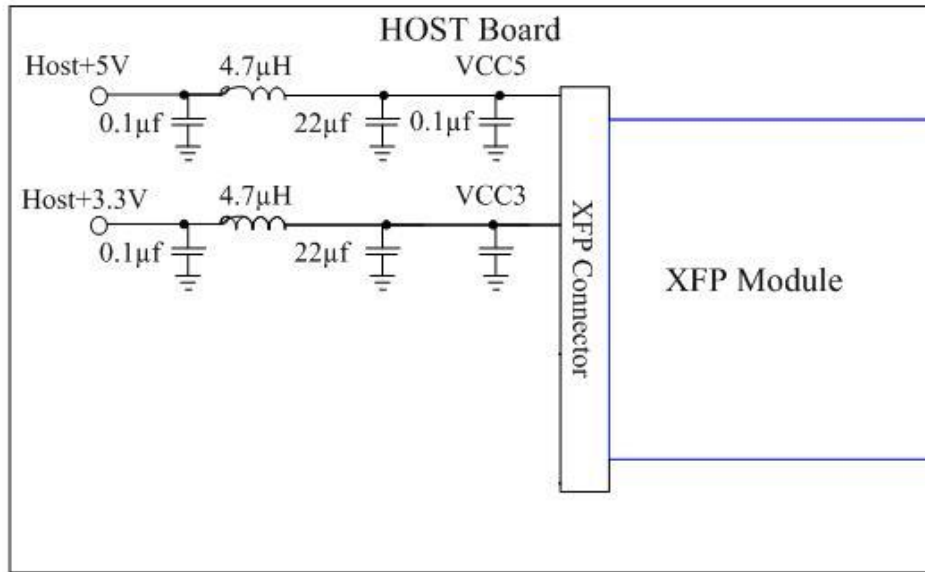 HOST Board
Host+5V
4.7µH
VCC5
0.1µf
22µf
0.1µf
Host+3.3V
4.7µH
VCC3
0.1µf
22µf
XFP Connector
XFP Module